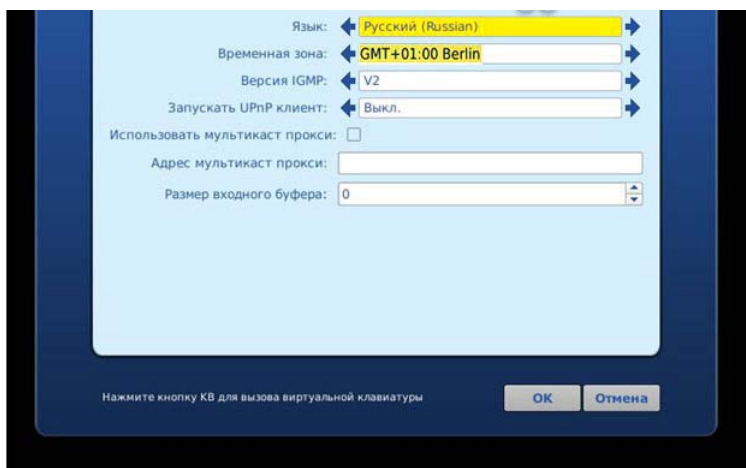 Язык: Русский (Russian)
Временная зона: GMT+01:00 Berlin
Версия IGMP: V2
Запускать UPnP клиент: Выкл.
Использовать мультикаст прокси:
Адрес мультикаст прокси:
Размер входного буфера: 0
Нажмите кнопку КВ для вызова виртуальной клавиатуры
ОК Отмена